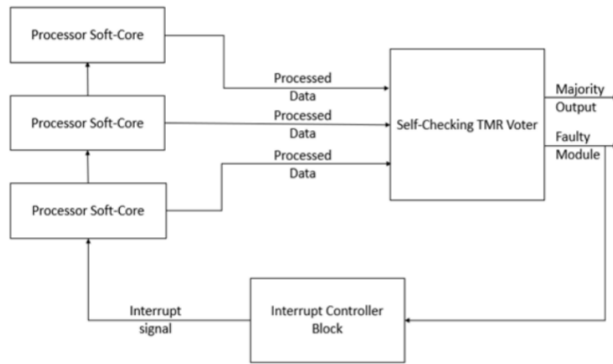 Processor Soft-Core
Processed
Data
Majority
Output
Processor Soft-Core
Processed
Data
Self-Checking TMR Voter
Faulty
Module
Processed
Data
Processor Soft-Core
Interrupt
signal
Interrupt Controller
Block